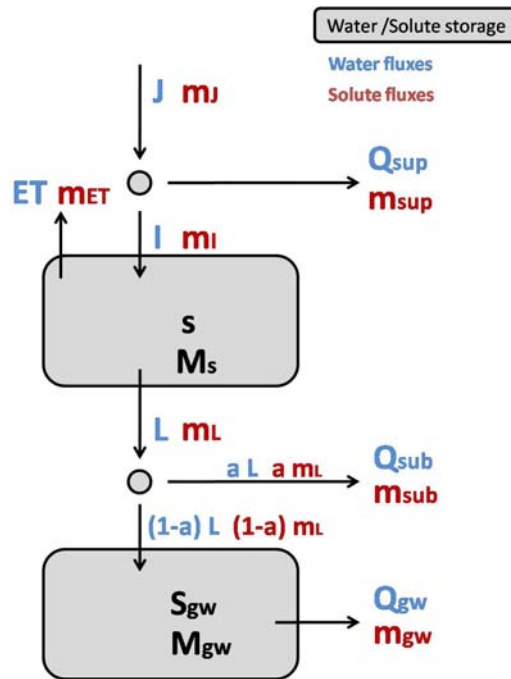 Water /Solute storage
Water fluxes
Solute fluxes
J mJ
Qsup
msup
ET mET
I mI
s
Ms
L mL
a L a mL
Qsub
msub
(1-a) L (1-a) mL
Sgw
Mgw
Qgw
mgw